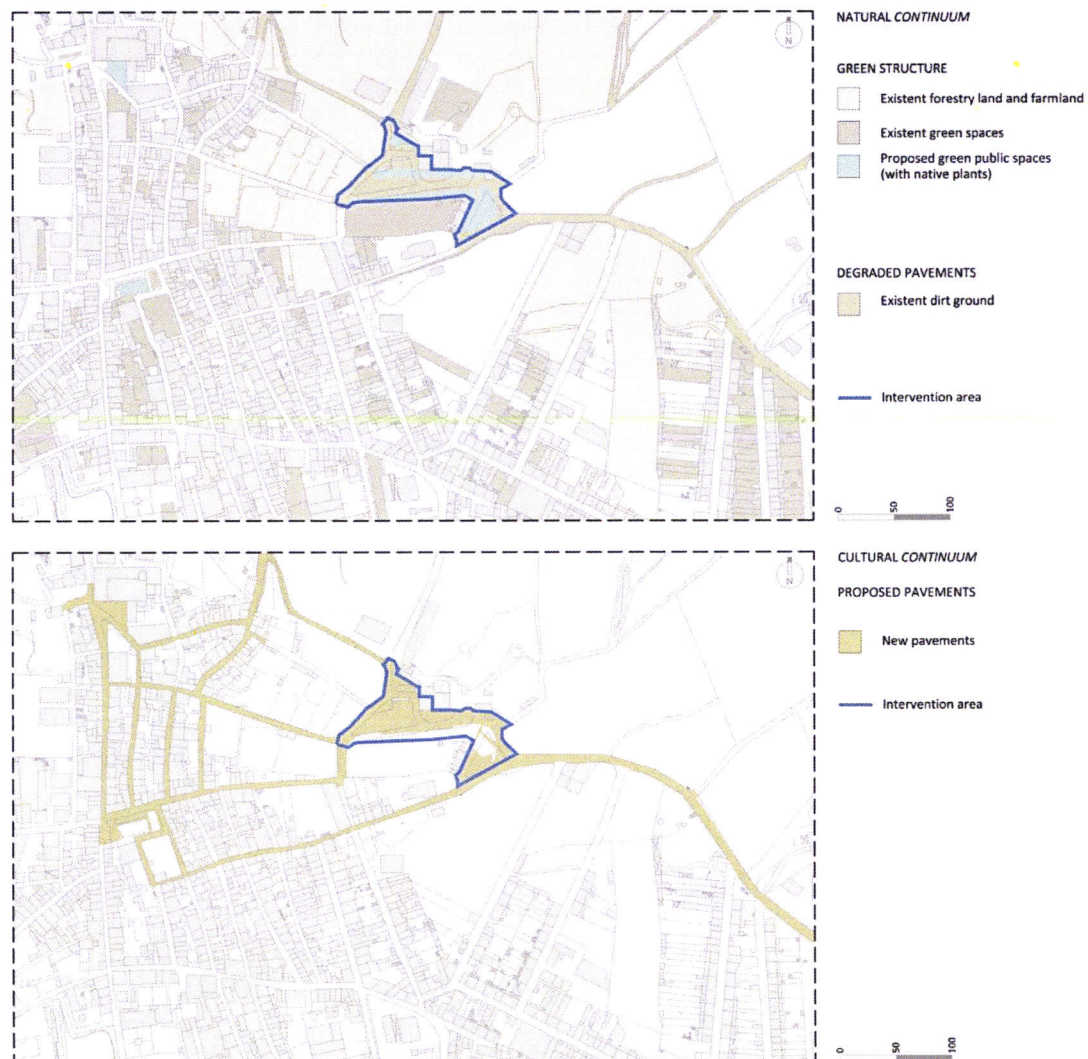 N
NATURAL CONTINUUM
GREEN STRUCTURE
Existent forestry land and farmland
Existent green spaces
Proposed green public spaces
(with native plants)
DEGRADED PAVEMENTS
Existent dirt ground
Intervention area
0 50 100
N
CULTURAL CONTINUUM
PROPOSED PAVEMENTS
New pavements
Intervention area
0 50 100